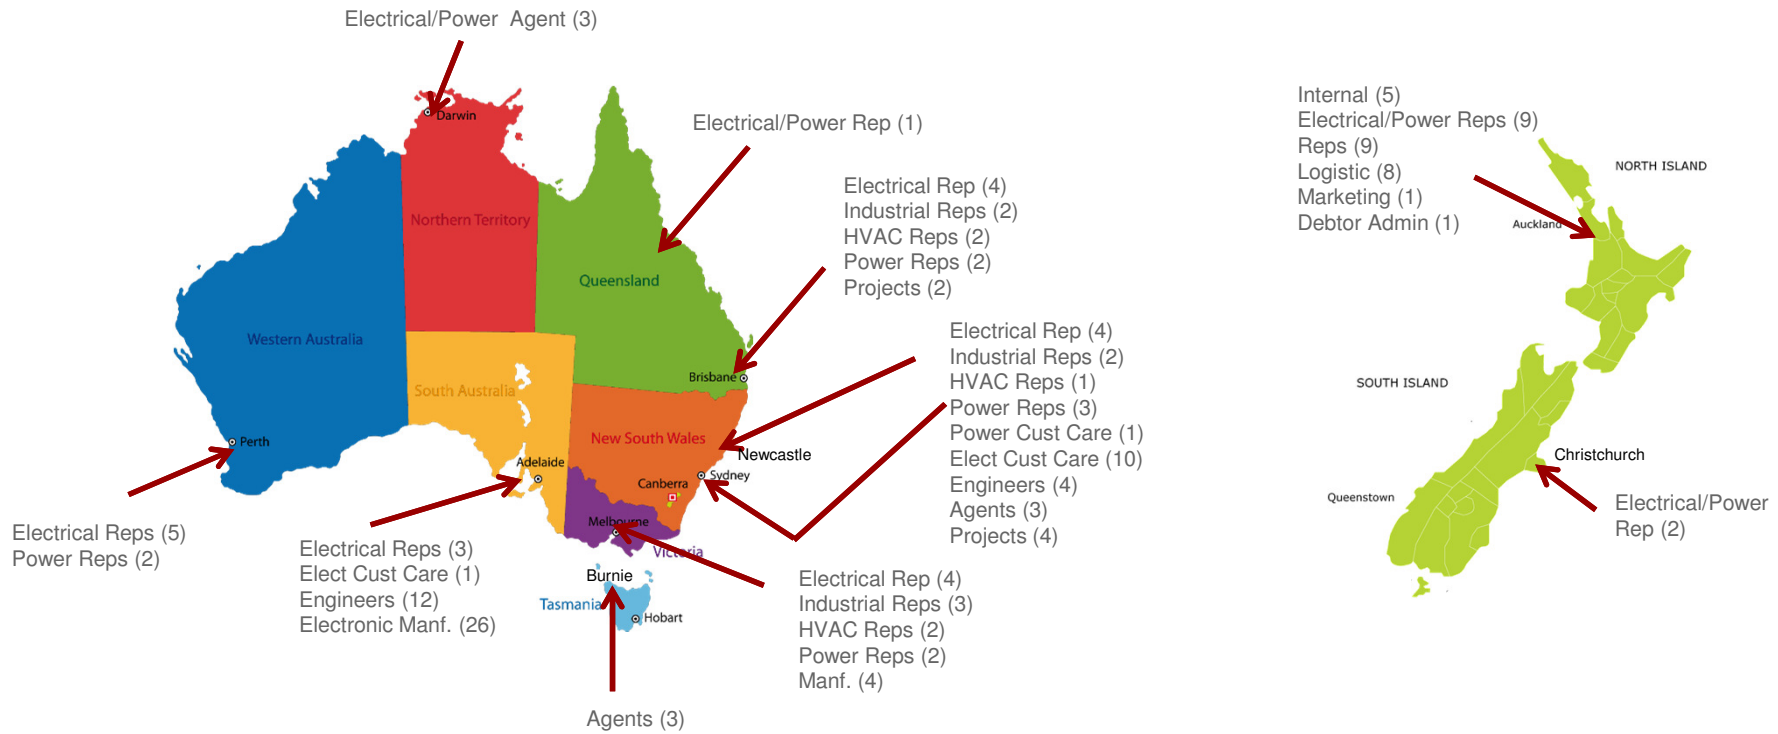 Electrical/Power  Agent (3)
Darwin
Electrical/Power Rep (1)
Northern Territory
Queensland
Western Australia
South Australia
Electrical Rep (4)
Industrial Reps (2)
HVAC Reps (2)
Power Reps (2)
Projects (2)
Brisbane
New South Wales
Newcastle
Sydney
Canberra
Perth
Adelaide
Melbourne
Victoria
Burnie
Tasmania
Hobart
Electrical Rep (4)
Industrial Reps (2)
HVAC Reps (1)
Power Reps (3)
Power Cust Care (1)
Elect Cust Care (10)
Engineers (4)
Agents (3)
Projects (4)
Electrical Reps (5)
Power Reps (2)
Electrical Reps (3)
Elect Cust Care (1)
Engineers (12)
Electronic Manf. (26)
Electrical Rep (4)
Industrial Reps (3)
HVAC Reps (2)
Power Reps (2)
Manf. (4)
Agents (3)
Internal (5)
Electrical/Power Reps (9)
Reps (9)
Logistic (8)
Marketing (1)
Debtor Admin (1)
NORTH ISLAND
Auckland
SOUTH ISLAND
Christchurch
Queenstown
Electrical/Power
Rep (2)